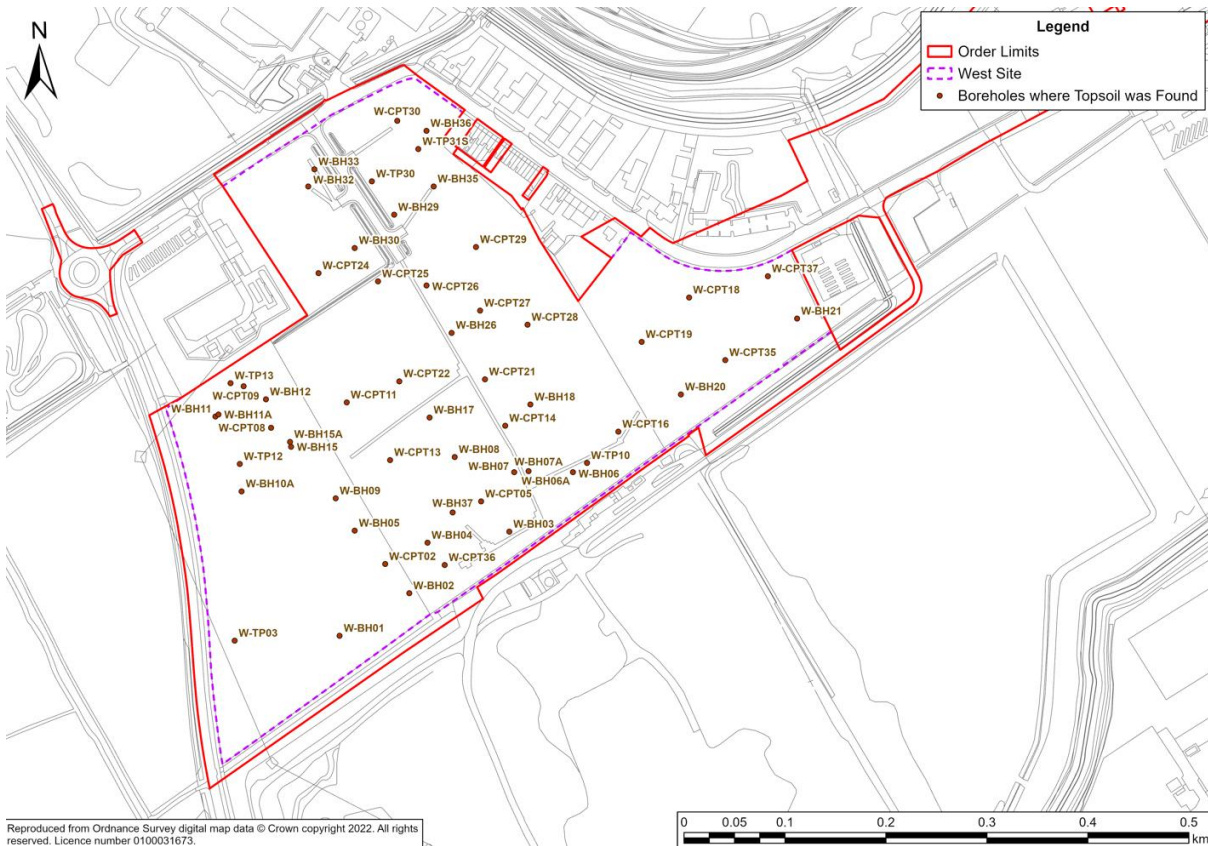 N
Legend
Order Limits
West Site
Boreholes where Topsoil was Found
W-CPT30
W-BH36
W-TP31S
W-BH33
W-BH32
W-TP30
W-BH35
W-BH29
W-BH30
W-CPT29
W-CPT24
W-CPT25
W-CPT26
W-CPT37
W-CPT18
W-CPT27
W-CPT28
W-BH21
W-BH26
W-CPT19
W-CPT35
W-TP13
W-CPT22
W-CPT21
W-CPT09
W-BH12
W-BH20
W-CPT11
W-BH18
W-BH11
W-BH11A
W-BH17
W-CPT14
W-CPT08
W-CPT16
W-BH15A
W-BH15
W-BH08
W-CPT13
W-TP12
W-TP10
W-BH07
W-BH07A
W-BH06
W-BH06A
W-BH10A
W-BH09
W-CPT05
W-BH37
W-BH05
W-BH03
W-BH04
W-CPT02
W-CPT36
W-BH02
W-BH01
W-TP03
0 0.05 0.1 0.2 0.3 0.4 0.5
km
Reproduced from Ordnance Survey digital map data © Crown copyright 2022. All rights
reserved. Licence number 0100031673.